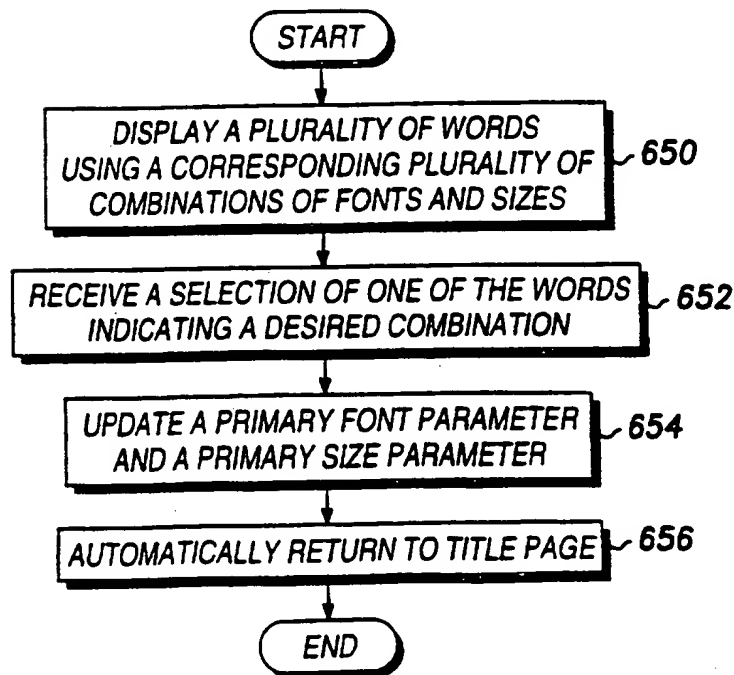 START
DISPLAY A PLURALITY OF WORDS
USING A CORRESPONDING PLURALITY OF
COMBINATIONS OF FONTS AND SIZES
650
RECEIVE A SELECTION OF ONE OF THE WORDS
INDICATING A DESIRED COMBINATION
652
UPDATE A PRIMARY FONT PARAMETER
AND A PRIMARY SIZE PARAMETER
654
AUTOMATICALLY RETURN TO TITLE PAGE
656
END